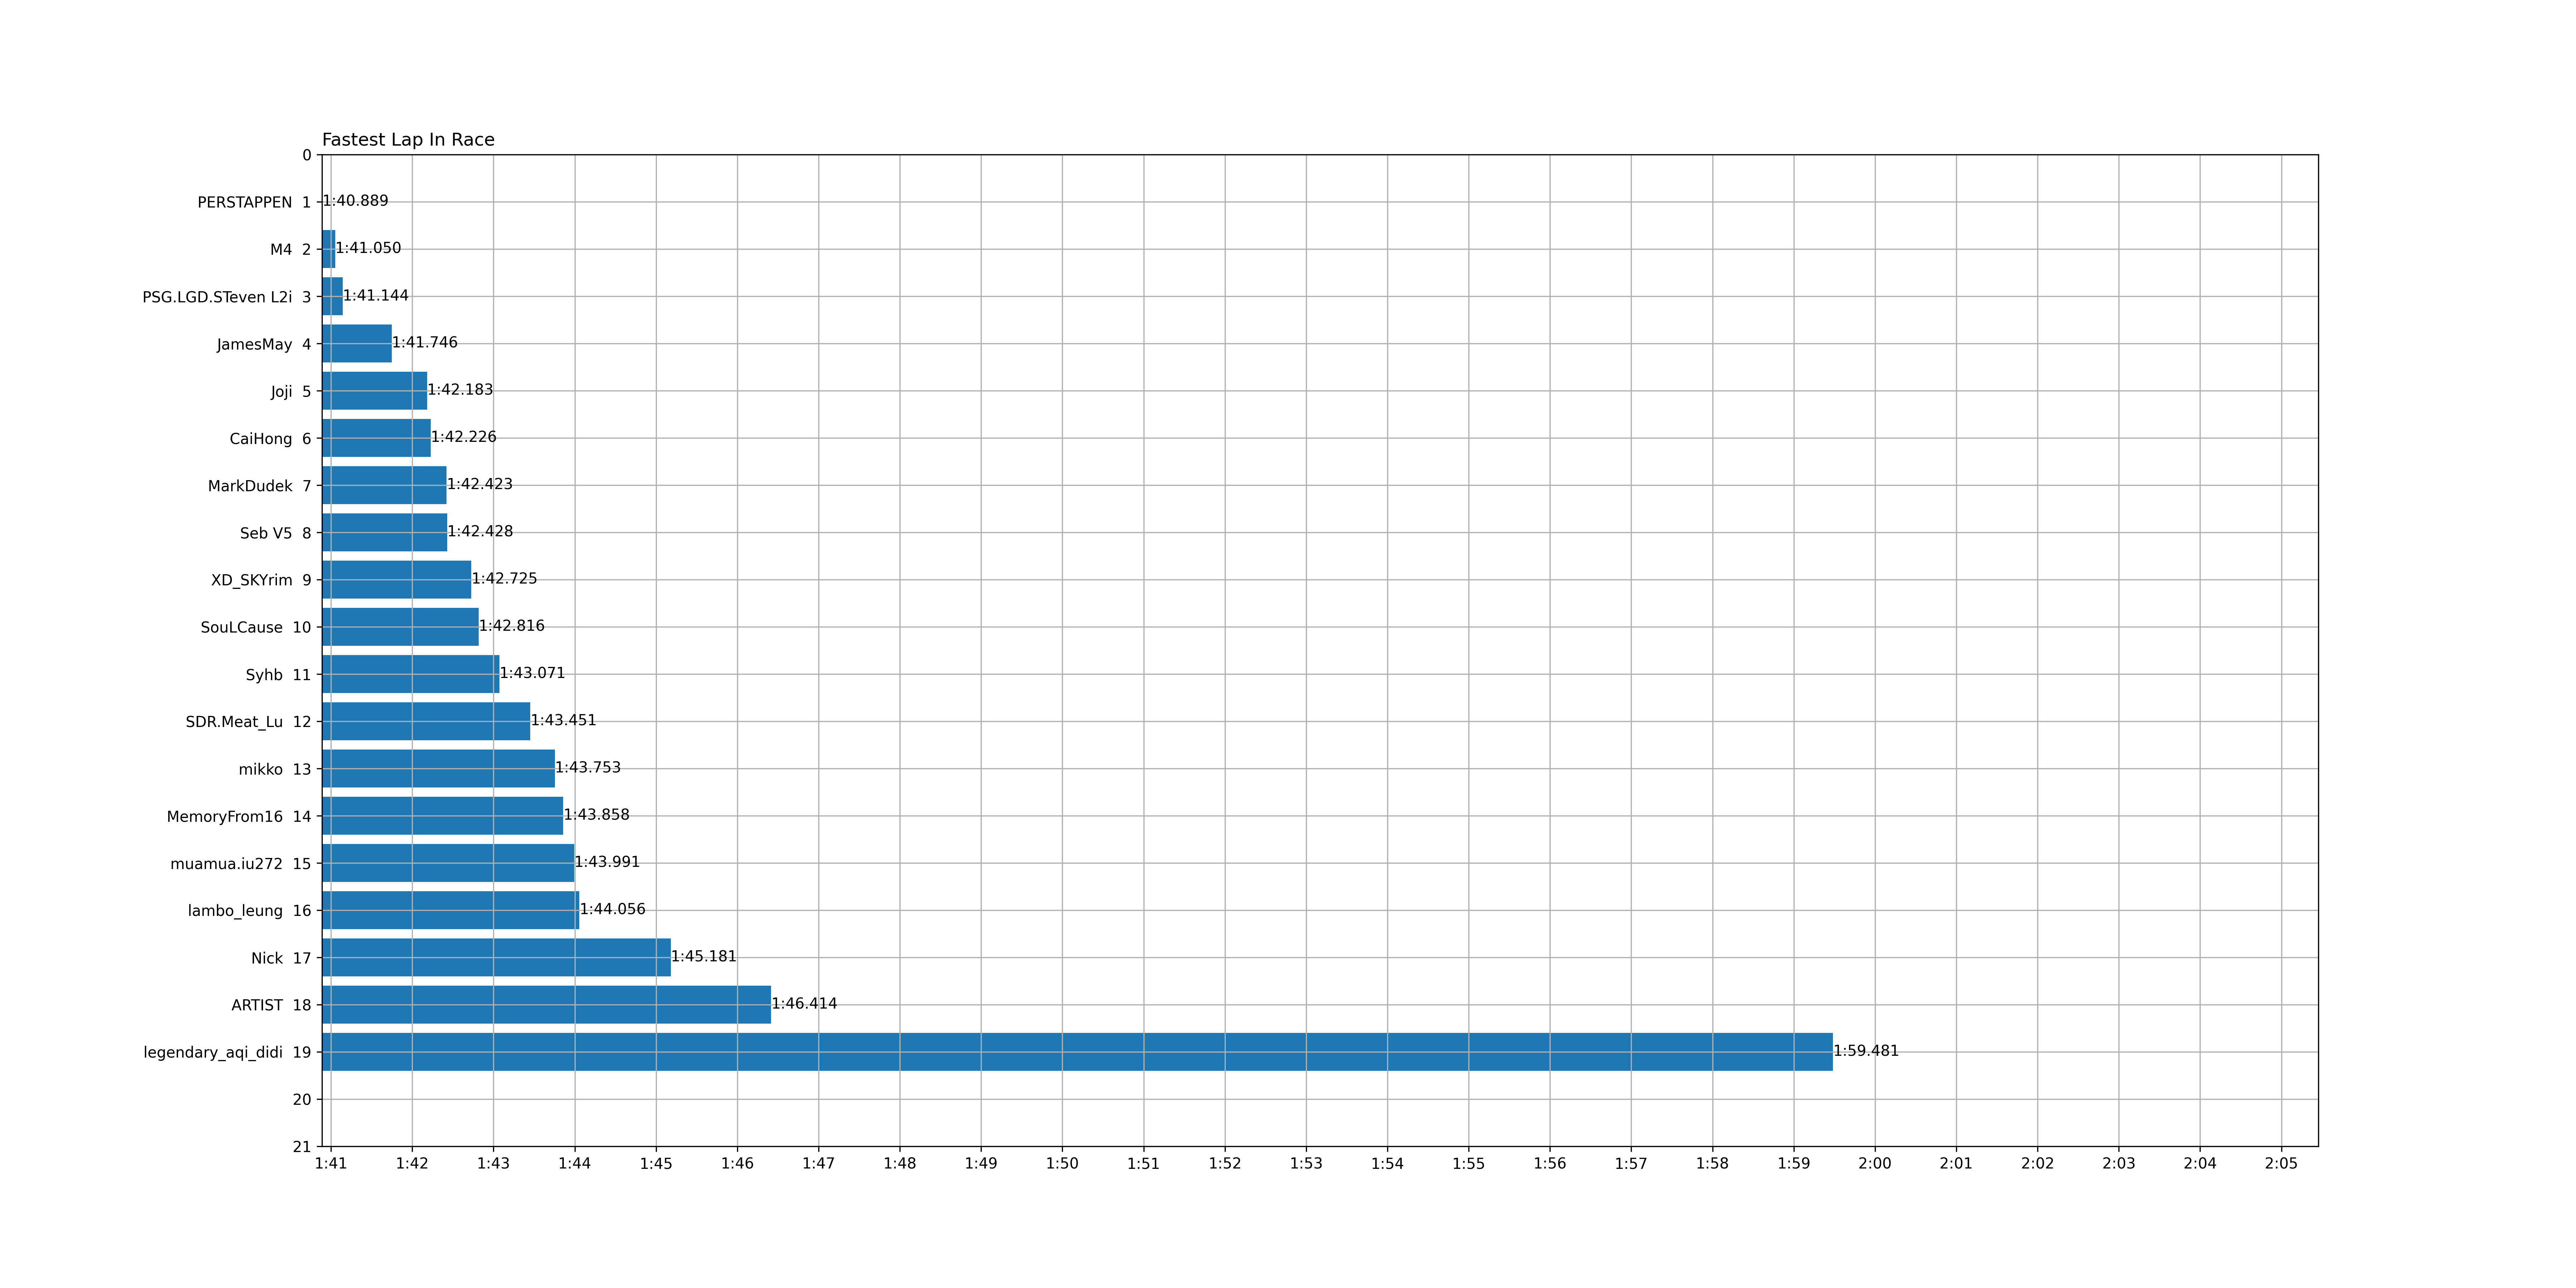 Fastest Lap In Race
0
PERSTAPPEN 1 1:40.889
M4 2 1:41.050
PSG.LGD.STeven L2i 3 1:41.144
JamesMay 4 1:41.746
Joji 5 1:42.183
CaiHong 6 1:42.226
MarkDudek 7 1:42.423
Seb V5 8 1:42.428
XD_SKYrim 9 1:42.725
SouLCause 10 1:42.816
Syhb 11 1:43.071
SDR.Meat_Lu 12 1:43.451
mikko 13 1:43.753
MemoryFrom16 14 1:43.858
muamua.iu272 15 1:43.991
lambo_leung 16 1:44.056
Nick 17 1:45.181
ARTIST 18 1:46.414
legendary_aqi_didi 19 1:59.481
20
21
1:41 1:42 1:43 1:44 1:45 1:46 1:47 1:48 1:49 1:50 1:51 1:52 1:53 1:54 1:55 1:56 1:57 1:58 1:59 2:00 2:01 2:02 2:03 2:04 2:05